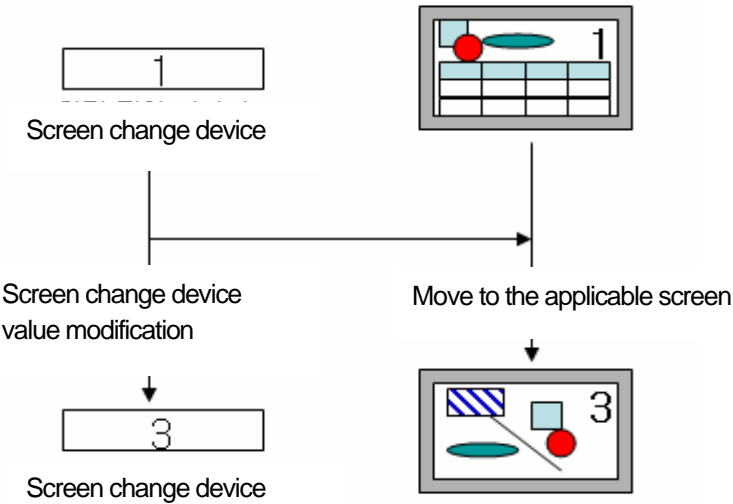 1
1
Screen change device
Screen change device
value modification
Move to the applicable screen
3
3
Screen change device